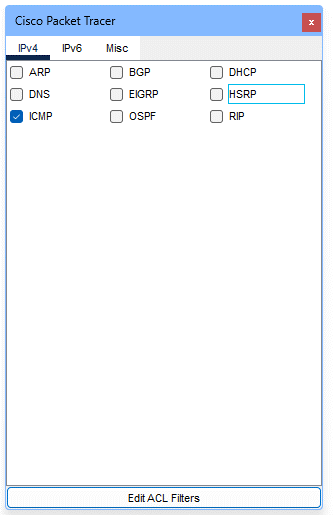 Cisco Packet Tracer
x
IPv4 IPv6 Misc
ARP BGP DHCP
DNS EIGRP HSRP
ICMP OSPF RIP
Edit ACL Filters